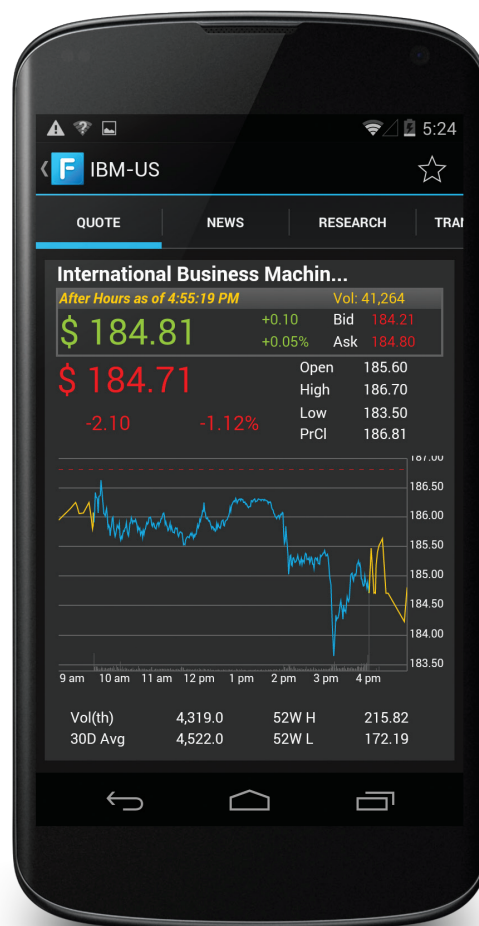 5:24
F IBM-US
QUOTE NEWS RESEARCH TRAN
International Business Machin...
After Hours as of 4:55:19 PM Vol: 41,264
$ 184.81 +0.10 Bid 184.21
+0.05% Ask 184.80
$ 184.71 Open 185.60
High 186.70
-2.10 -1.12% Low 183.50
PrCl 186.81
187.00
186.50
186.00
185.50
185.00
184.50
184.00
183.50
9 am 10 am 11 am 12 pm 1 pm 2 pm 3 pm 4 pm
Vol(th) 4,319.0 52W H 215.82
30D Avg 4,522.0 52W L 172.19